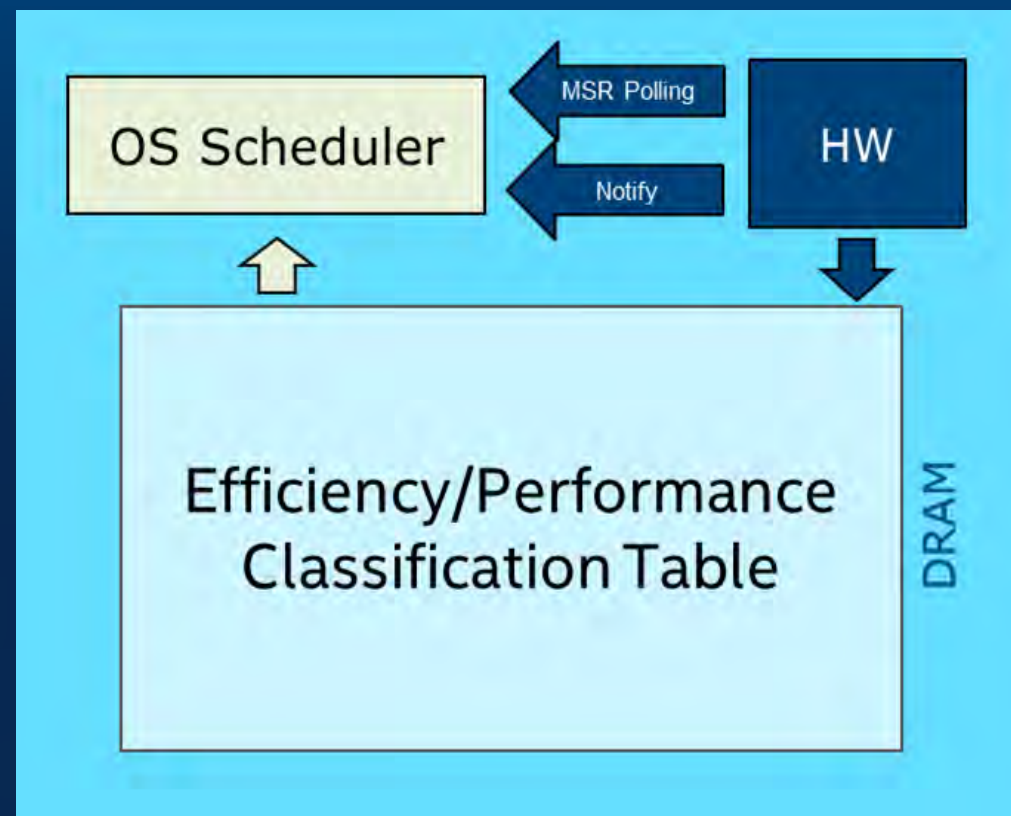 OS Scheduler
MSR Polling
Notify
HW
Efficiency/Performance
Classification Table
DRAM